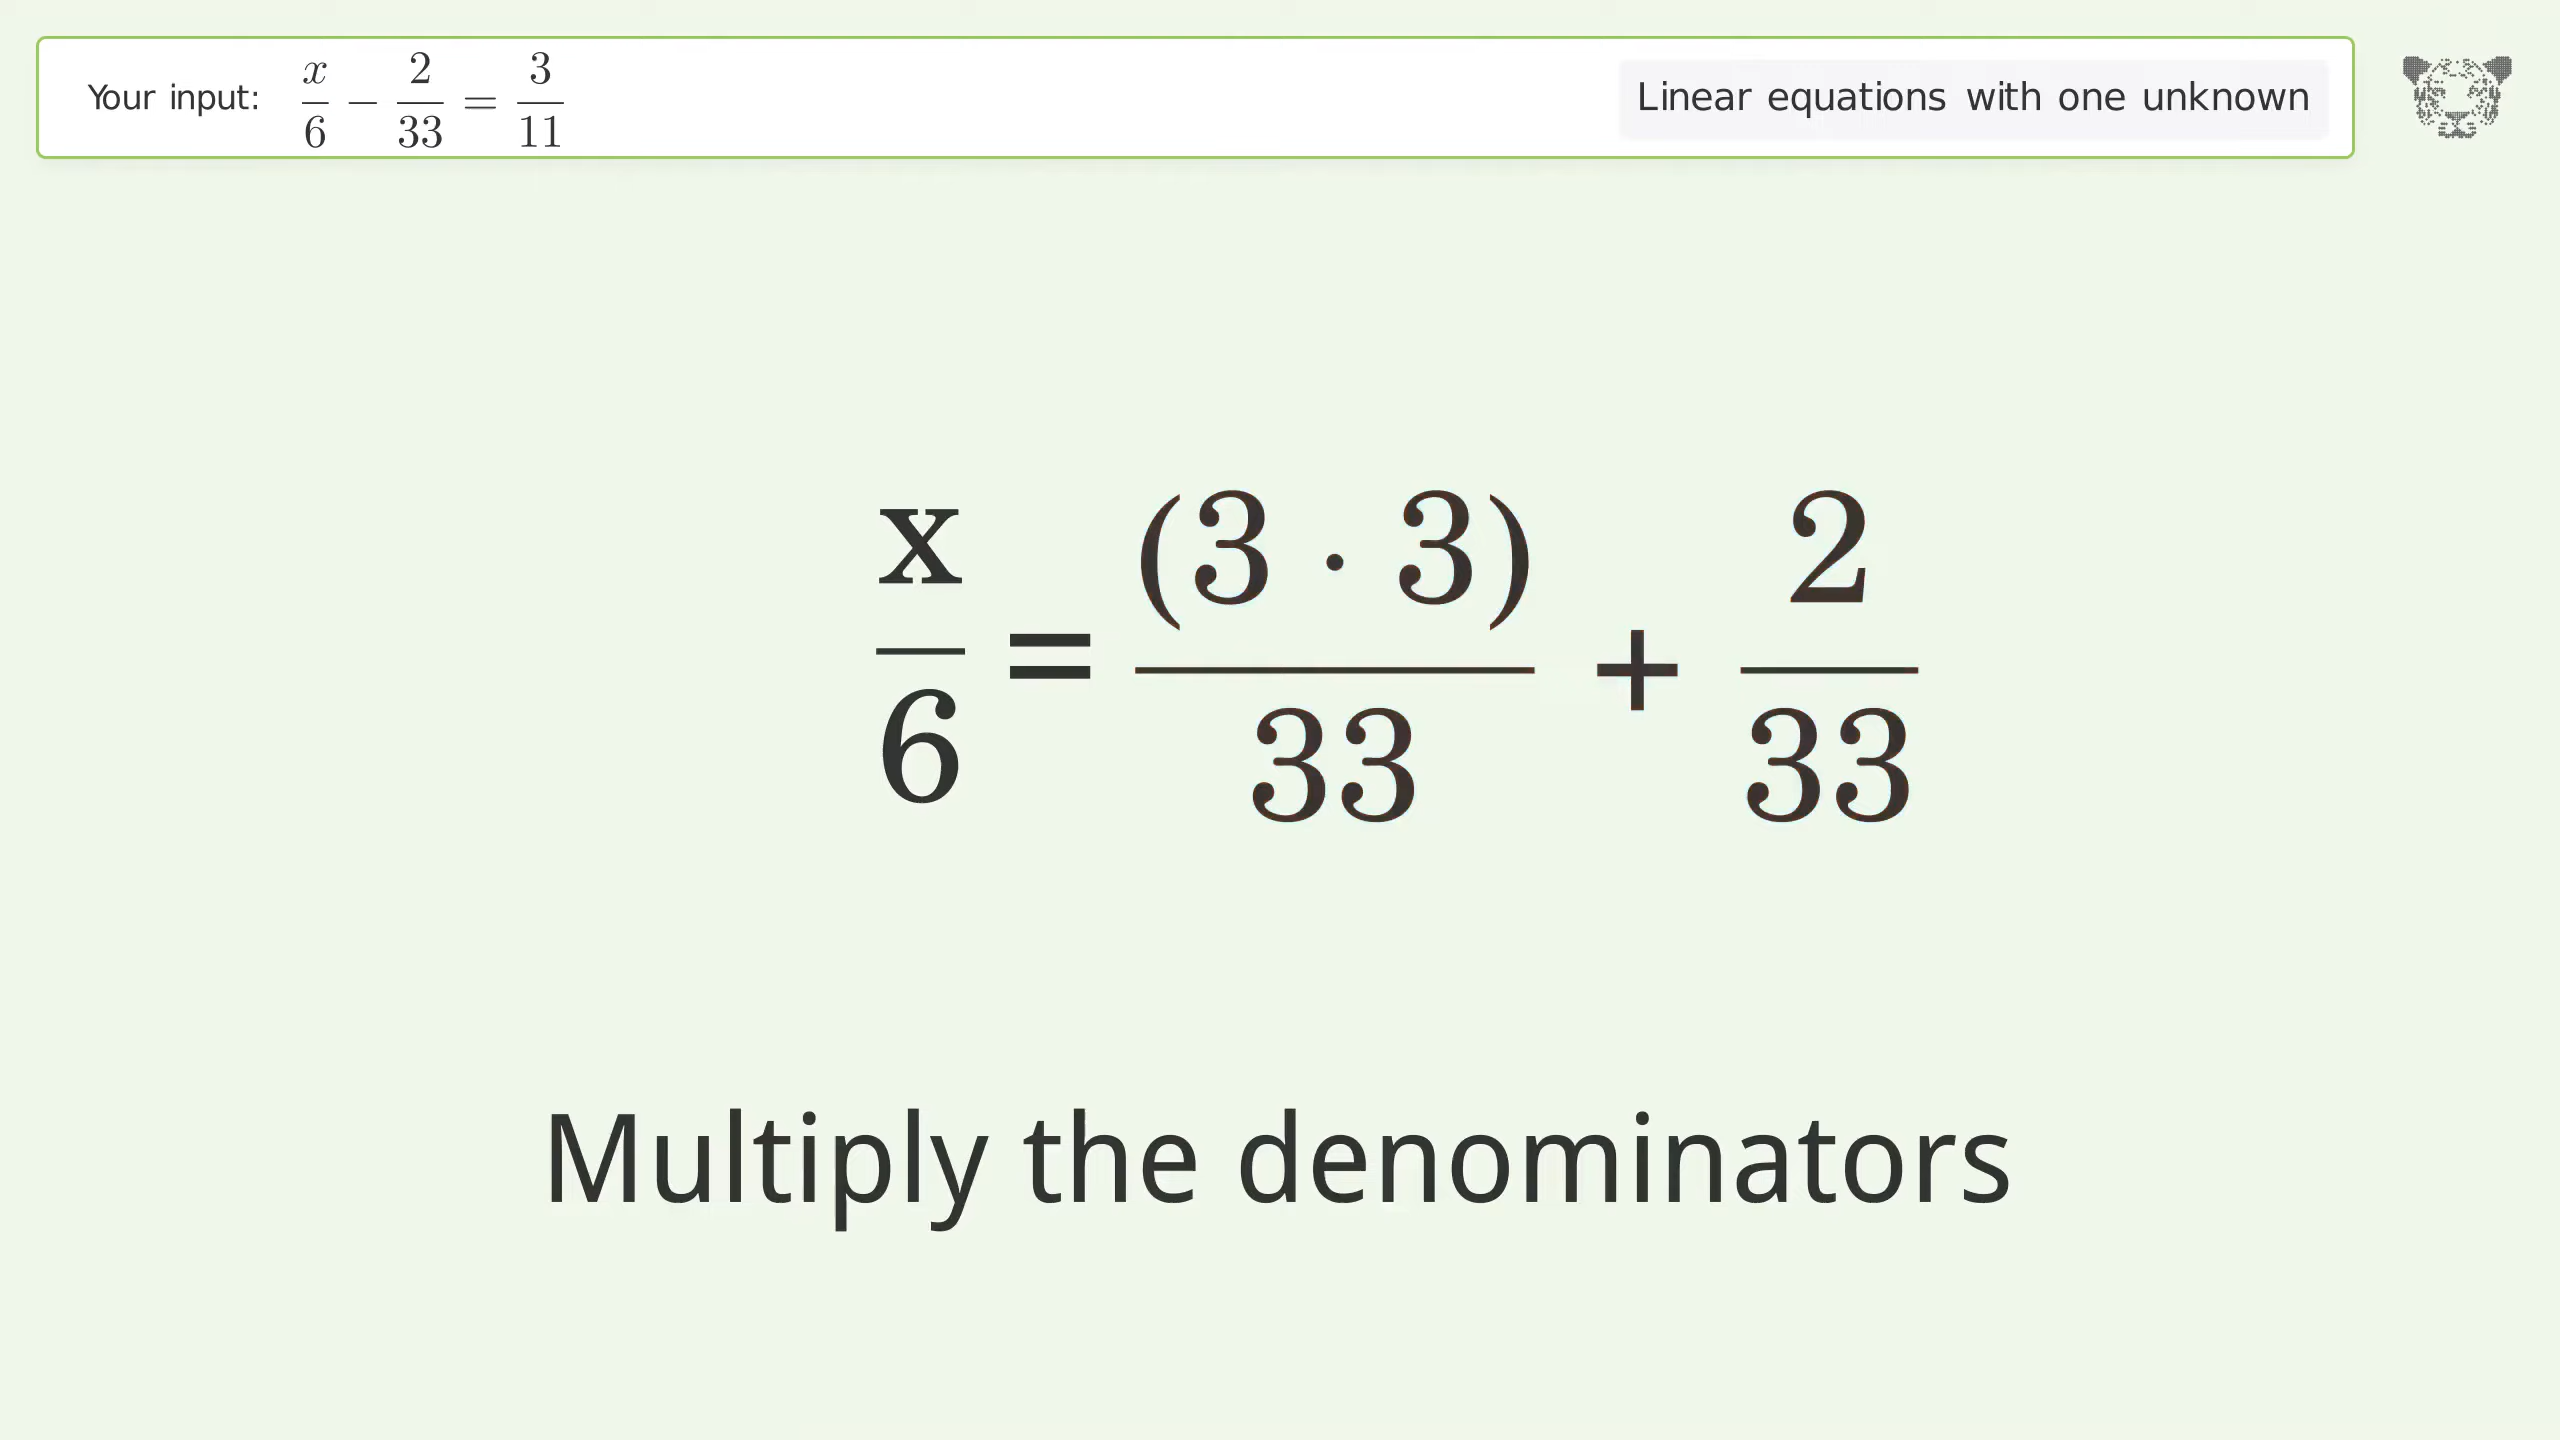 Your input: x/6 − 2/33 = 3/11
Linear equations with one unknown
x/6 = (3 · 3)/33 + 2/33
Multiply the denominators